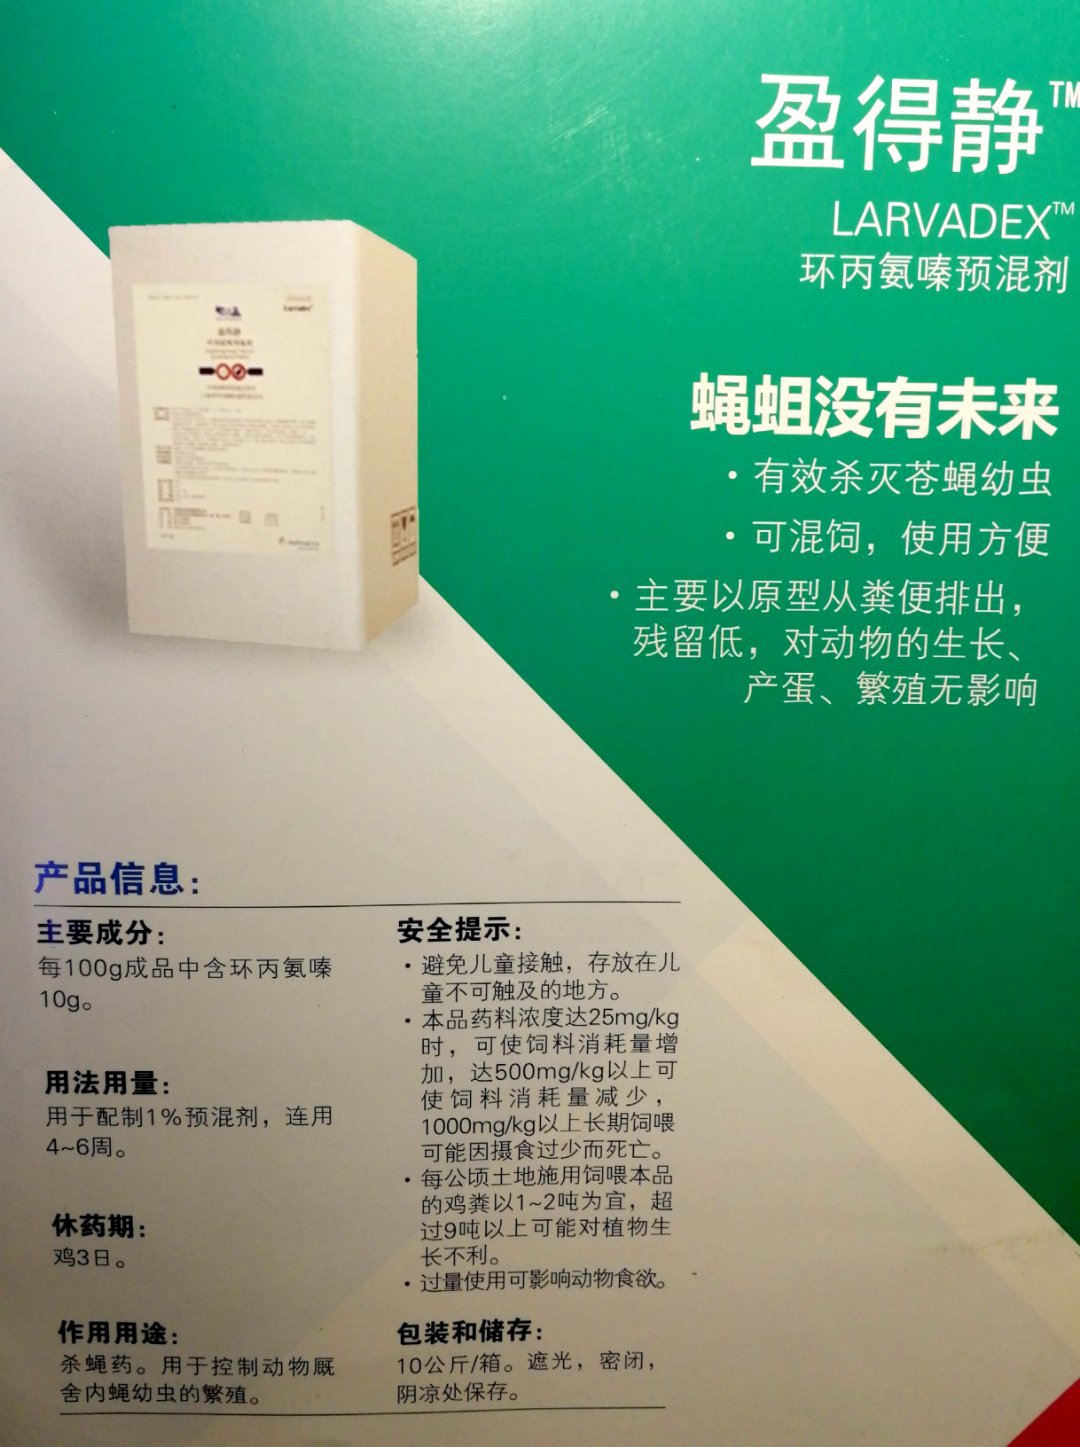 盈得静™
LARVADEX™
环丙氨嗪预混剂
蝇蛆没有未来
·有效杀灭苍蝇幼虫
·可混饲，使用方便
·主要以原型从粪便排出，
残留低，对动物的生长、
产蛋、繁殖无影响
产品信息：
主要成分：
每100g成品中含环丙氨嗪
10g。
用法用量：
用于配制1%预混剂，连用
4~6周。
休药期：
鸡3日。
作用用途：
杀蝇药。用于控制动物厩
舍内蝇幼虫的繁殖。
安全提示：
·避免儿童接触，存放在儿
童不可触及的地方。
·本品药料浓度达25mg/kg
时，可使饲料消耗量增
加，达500mg/kg以上可
使饲料消耗量减少，
1000mg/kg以上长期饲喂
可能因摄食过少而死亡。
·每公顷土地施用饲喂本品
的鸡粪以1~2吨为宜，超
过9吨以上可能对植物生
长不利。
·过量使用可影响动物食欲。
包装和储存：
10公斤/箱。遮光，密闭，
阴凉处保存。